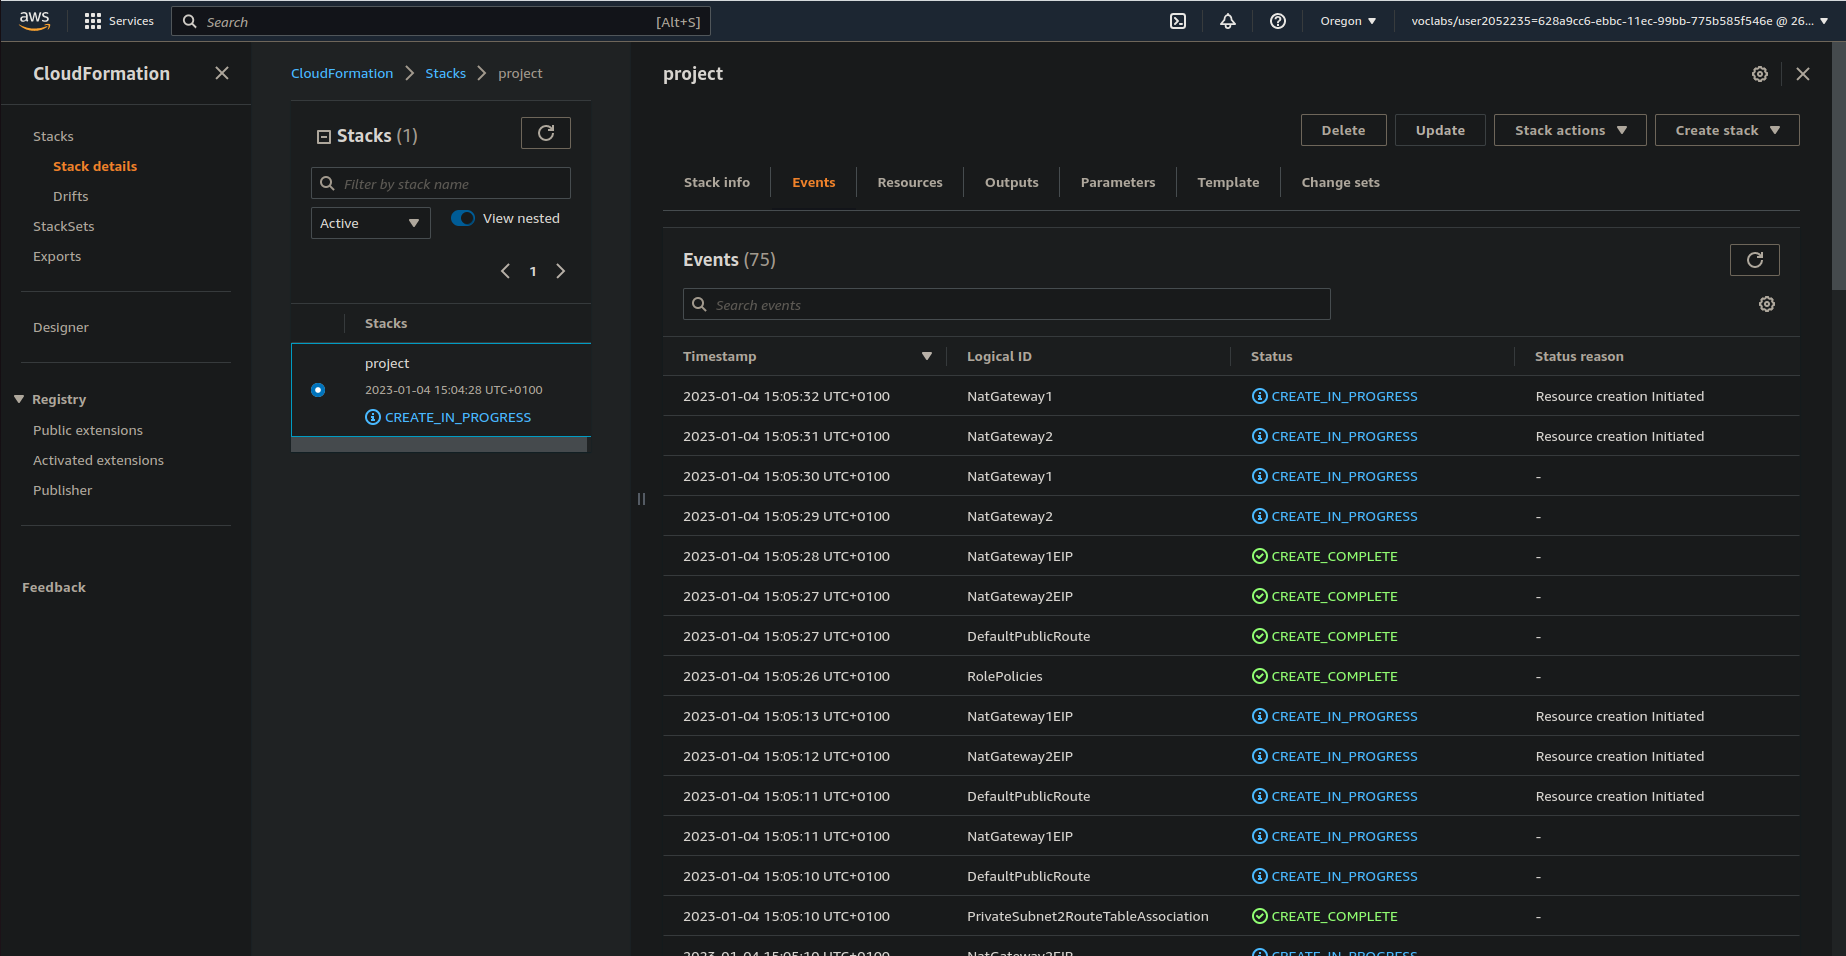 aws Services Search [Alt+S] Oregon voclabs/user2052235=628a9cc6-ebbc-11ec-99bb-775b585f546e @ 26...
CloudFormation
Stacks
Stack details
Drifts
StackSets
Exports
Designer
Registry
Public extensions
Activated extensions
Publisher
Feedback
CloudFormation Stacks project
Stacks (1)
Filter by stack name
Active View nested
1
Stacks
project
2023-01-04 15:04:28 UTC+0100
CREATE_IN_PROGRESS
project
Delete Update Stack actions Create stack
Stack info Events Resources Outputs Parameters Template Change sets
Events (75)
Search events
Timestamp Logical ID Status Status reason
2023-01-04 15:05:32 UTC+0100 NatGateway1 CREATE_IN_PROGRESS Resource creation Initiated
2023-01-04 15:05:31 UTC+0100 NatGateway2 CREATE_IN_PROGRESS Resource creation Initiated
2023-01-04 15:05:30 UTC+0100 NatGateway1 CREATE_IN_PROGRESS -
2023-01-04 15:05:29 UTC+0100 NatGateway2 CREATE_IN_PROGRESS -
2023-01-04 15:05:28 UTC+0100 NatGateway1EIP CREATE_COMPLETE -
2023-01-04 15:05:27 UTC+0100 NatGateway2EIP CREATE_COMPLETE -
2023-01-04 15:05:27 UTC+0100 DefaultPublicRoute CREATE_COMPLETE -
2023-01-04 15:05:26 UTC+0100 RolePolicies CREATE_COMPLETE -
2023-01-04 15:05:13 UTC+0100 NatGateway1EIP CREATE_IN_PROGRESS Resource creation Initiated
2023-01-04 15:05:12 UTC+0100 NatGateway2EIP CREATE_IN_PROGRESS Resource creation Initiated
2023-01-04 15:05:11 UTC+0100 DefaultPublicRoute CREATE_IN_PROGRESS Resource creation Initiated
2023-01-04 15:05:11 UTC+0100 NatGateway1EIP CREATE_IN_PROGRESS -
2023-01-04 15:05:10 UTC+0100 DefaultPublicRoute CREATE_IN_PROGRESS -
2023-01-04 15:05:10 UTC+0100 PrivateSubnet2RouteTableAssociation CREATE_COMPLETE -
2023-01-04 15:05:10 UTC+0100 NatGateway2EIP CREATE_IN_PROGRESS